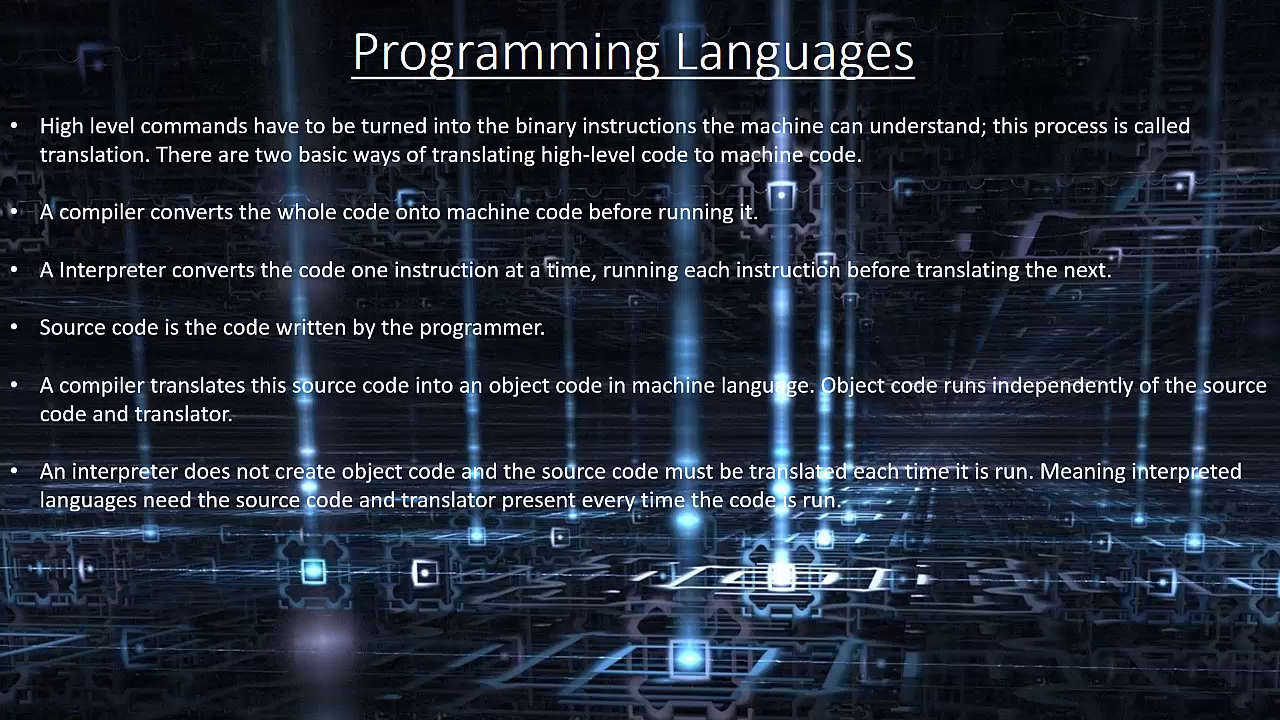 Programming Languages
• High level commands have to be turned into the binary instructions the machine can understand; this process is called
translation. There are two basic ways of translating high-level code to machine code.
• A compiler converts the whole code onto machine code before running it.
• A Interpreter converts the code one instruction at a time, running each instruction before translating the next.
• Source code is the code written by the programmer.
• A compiler translates this source code into an object code in machine language. Object code runs independently of the source
code and translator.
• An interpreter does not create object code and the source code must be translated each time it is run. Meaning interpreted
languages need the source code and translator present every time the code is run.